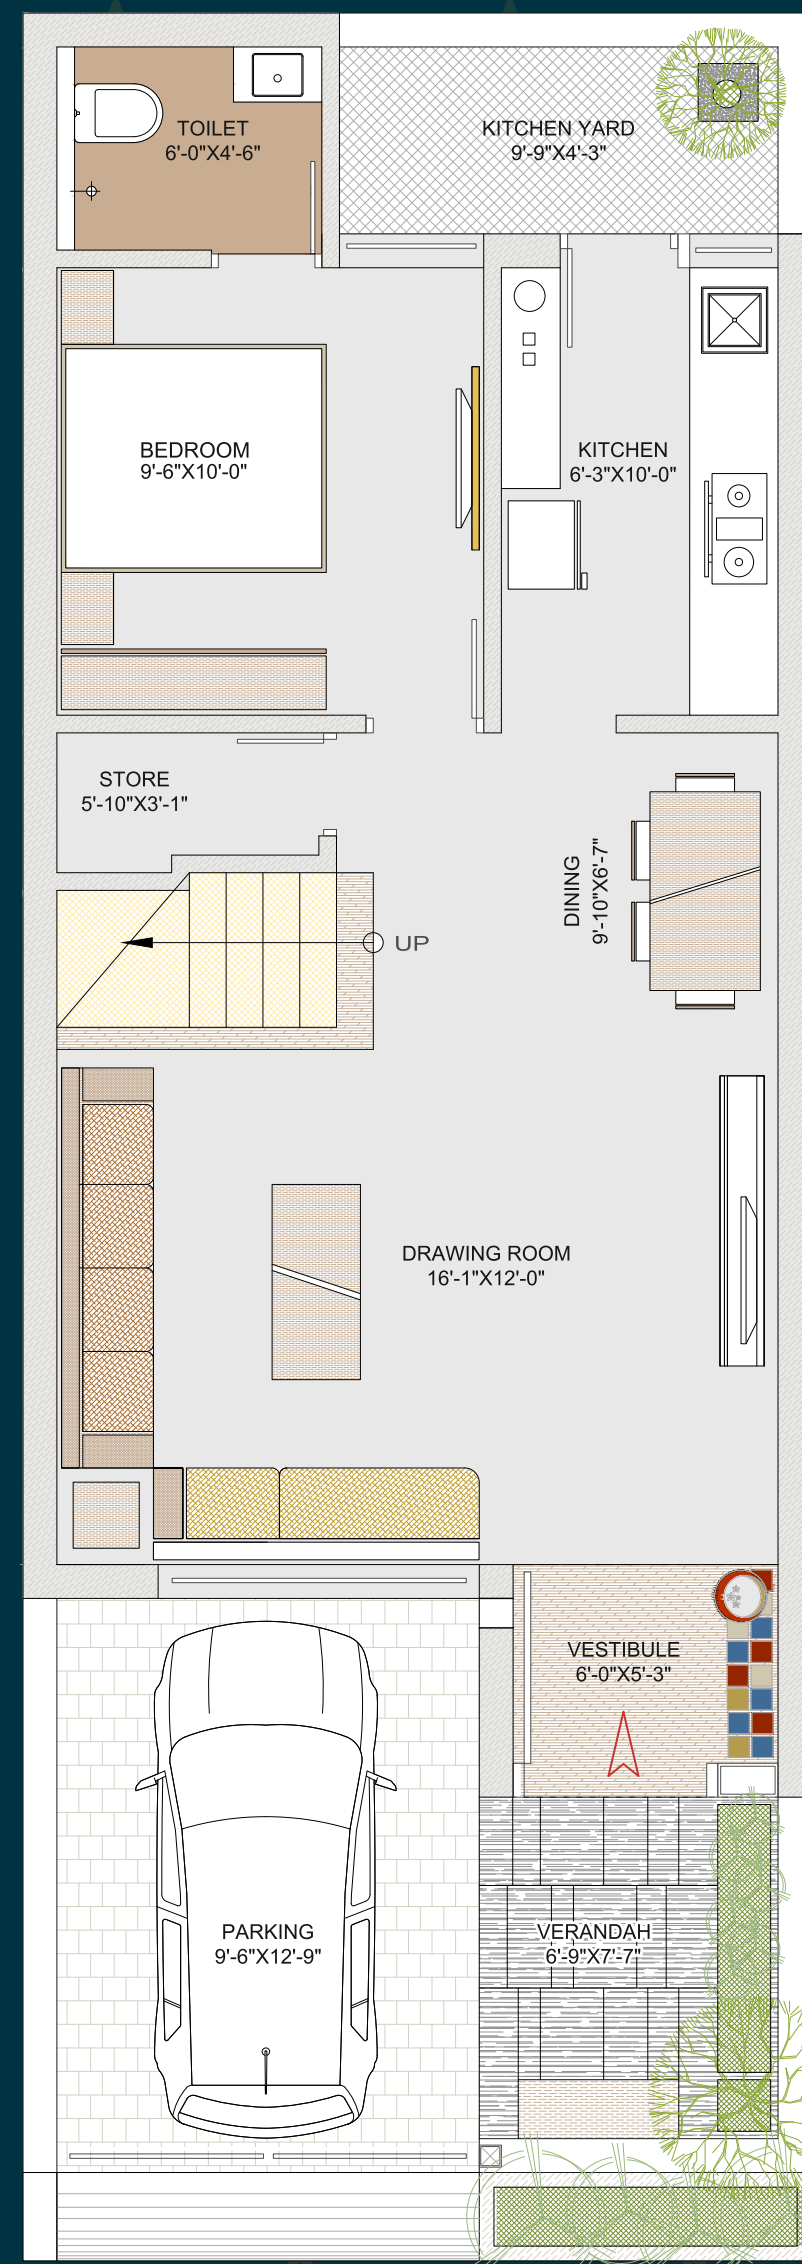 TOILET
6'-0"X4'-6"
KITCHEN YARD
9'-9"X4'-3"
BEDROOM
9'-6"X10'-0"
KITCHEN
6'-3"X10'-0"
STORE
5'-10"X3'-1"
DINING
9'-10"X6'-7"
UP
DRAWING ROOM
16'-1"X12'-0"
VESTIBULE
6'-0"X5'-3"
PARKING
9'-6"X12'-9"
VERANDAH
6'-9"X7'-7"